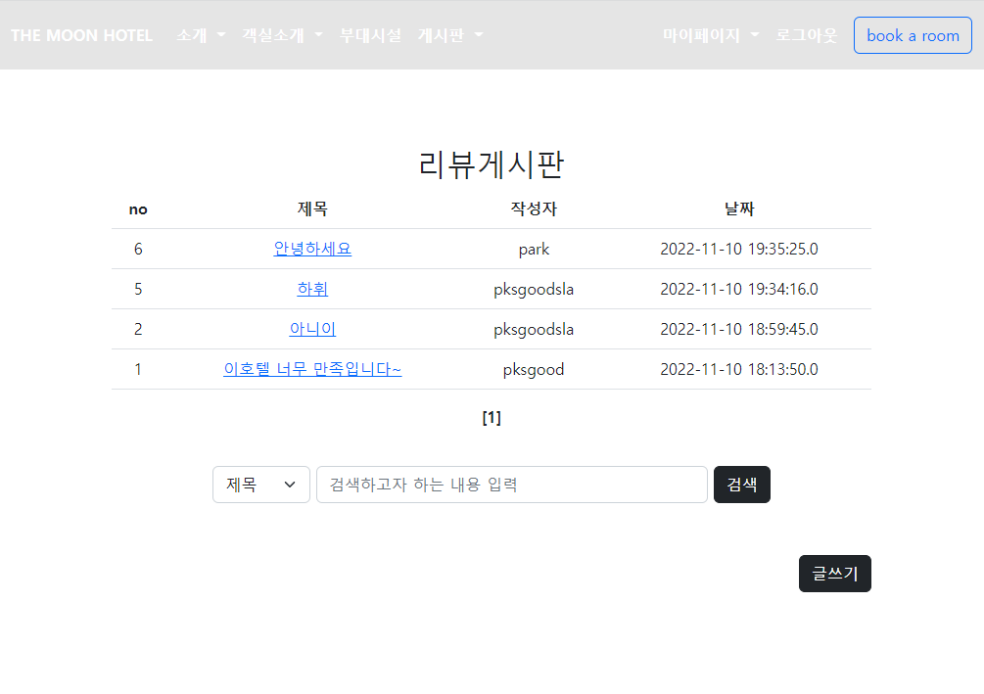 THE MOON HOTEL 소개 객실소개 부대시설 게시판 마이페이지 로그아웃 book a room
리뷰게시판
no 제목 작성자 날짜
6 안녕하세요 park 2022-11-10 19:35:25.0
5 하휘 pksgoodsla 2022-11-10 19:34:16.0
2 아니이 pksgoodsla 2022-11-10 18:59:45.0
1 이호텔 너무 만족입니다~ pksgood 2022-11-10 18:13:50.0
[1]
제목 검색하고자 하는 내용 입력 검색
글쓰기